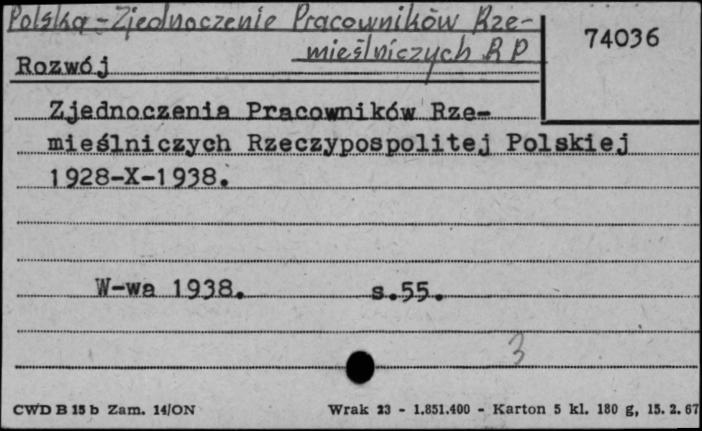 Polska - Zjednoczenie Pracowników Rze-
mieślniczych R P
74036
Rozwój
Zjednoczenia Pracowników Rze-
mieślniczych Rzeczypospolitej Polskiej
1928-X-1938.
W-wa 1938. s.55.
3
CWD B 15 b Zam. 14/ON Wrak 23 - 1.851.400 - Karton 5 kl. 180 g, 15. 2. 67